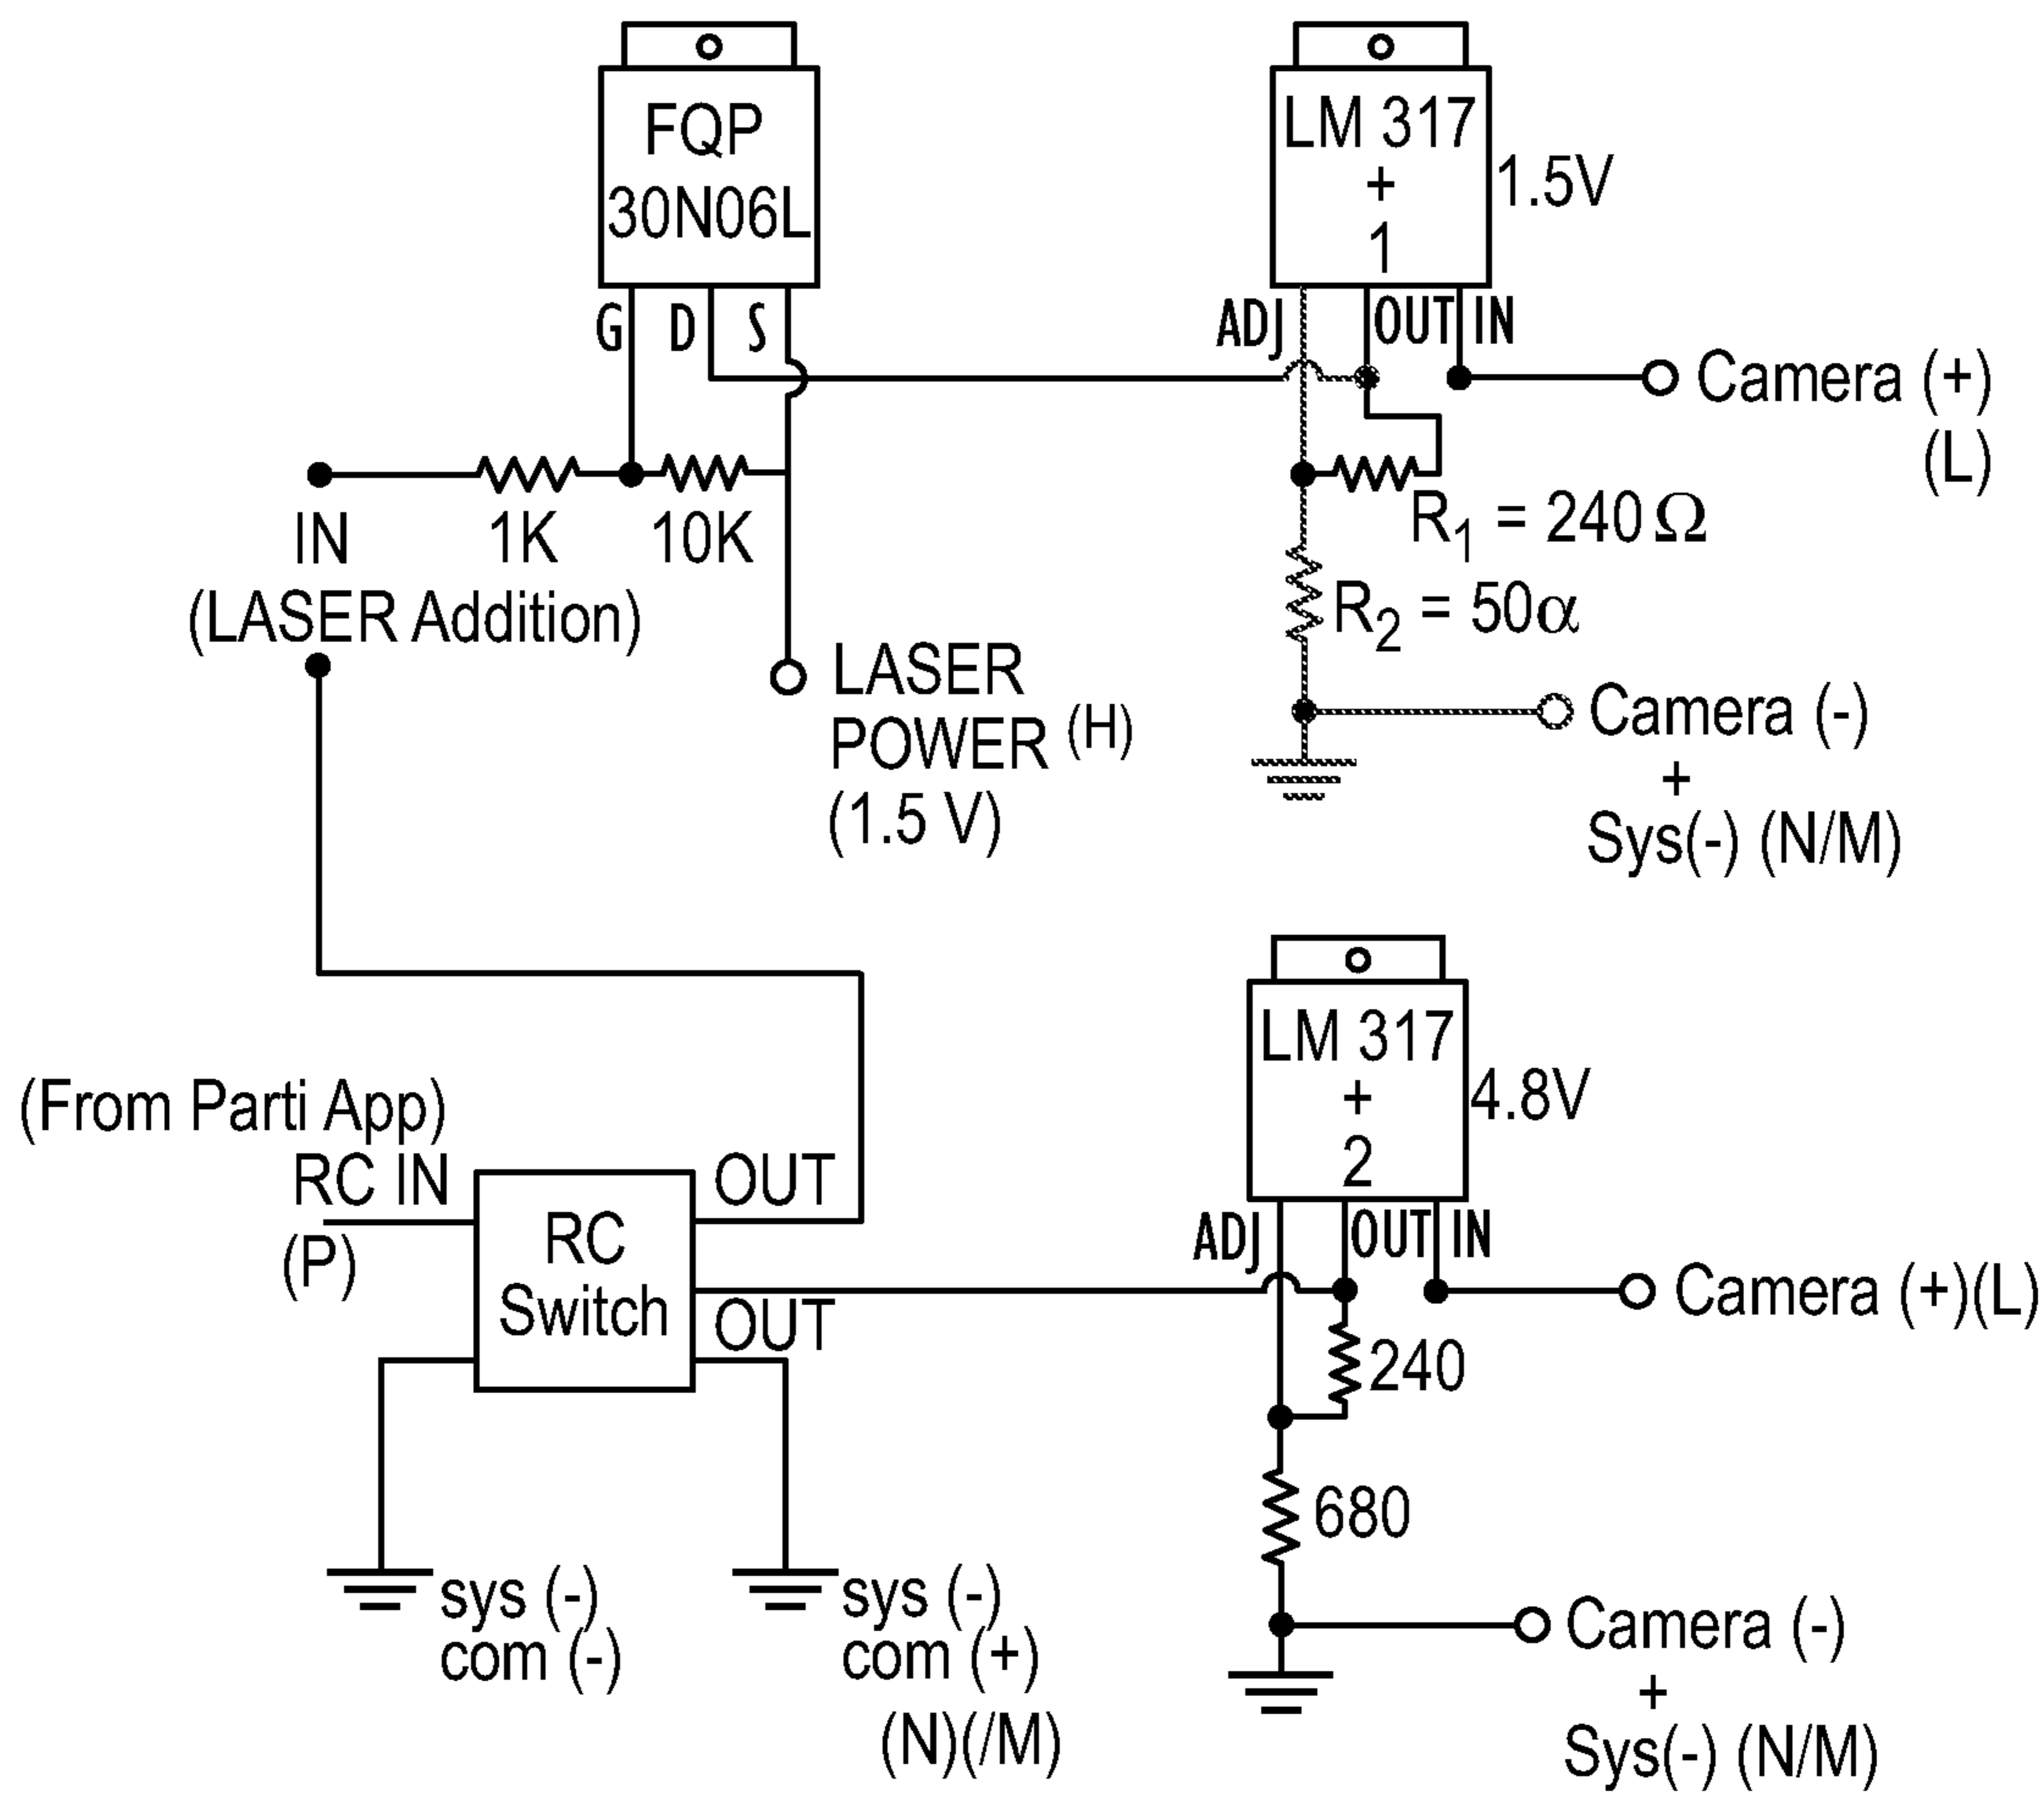 FQP
30N06L
G D S
LM 317
+
1
1.5V
ADJ OUT IN
Camera (+)
(L)
IN
1K
10K
(LASER Addition)
R1 = 240 Ω
R2 = 50α
LASER
POWER (H)
(1.5 V)
Camera (-)
+
Sys(-) (N/M)
LM 317
+
2
4.8V
ADJ OUT IN
Camera (+)(L)
240
680
Camera (-)
+
Sys(-) (N/M)
(From Parti App)
RC IN
(P)
RC
Switch
OUT
OUT
sys (-)
com (-)
sys (-)
com (+)
(N)(/M)